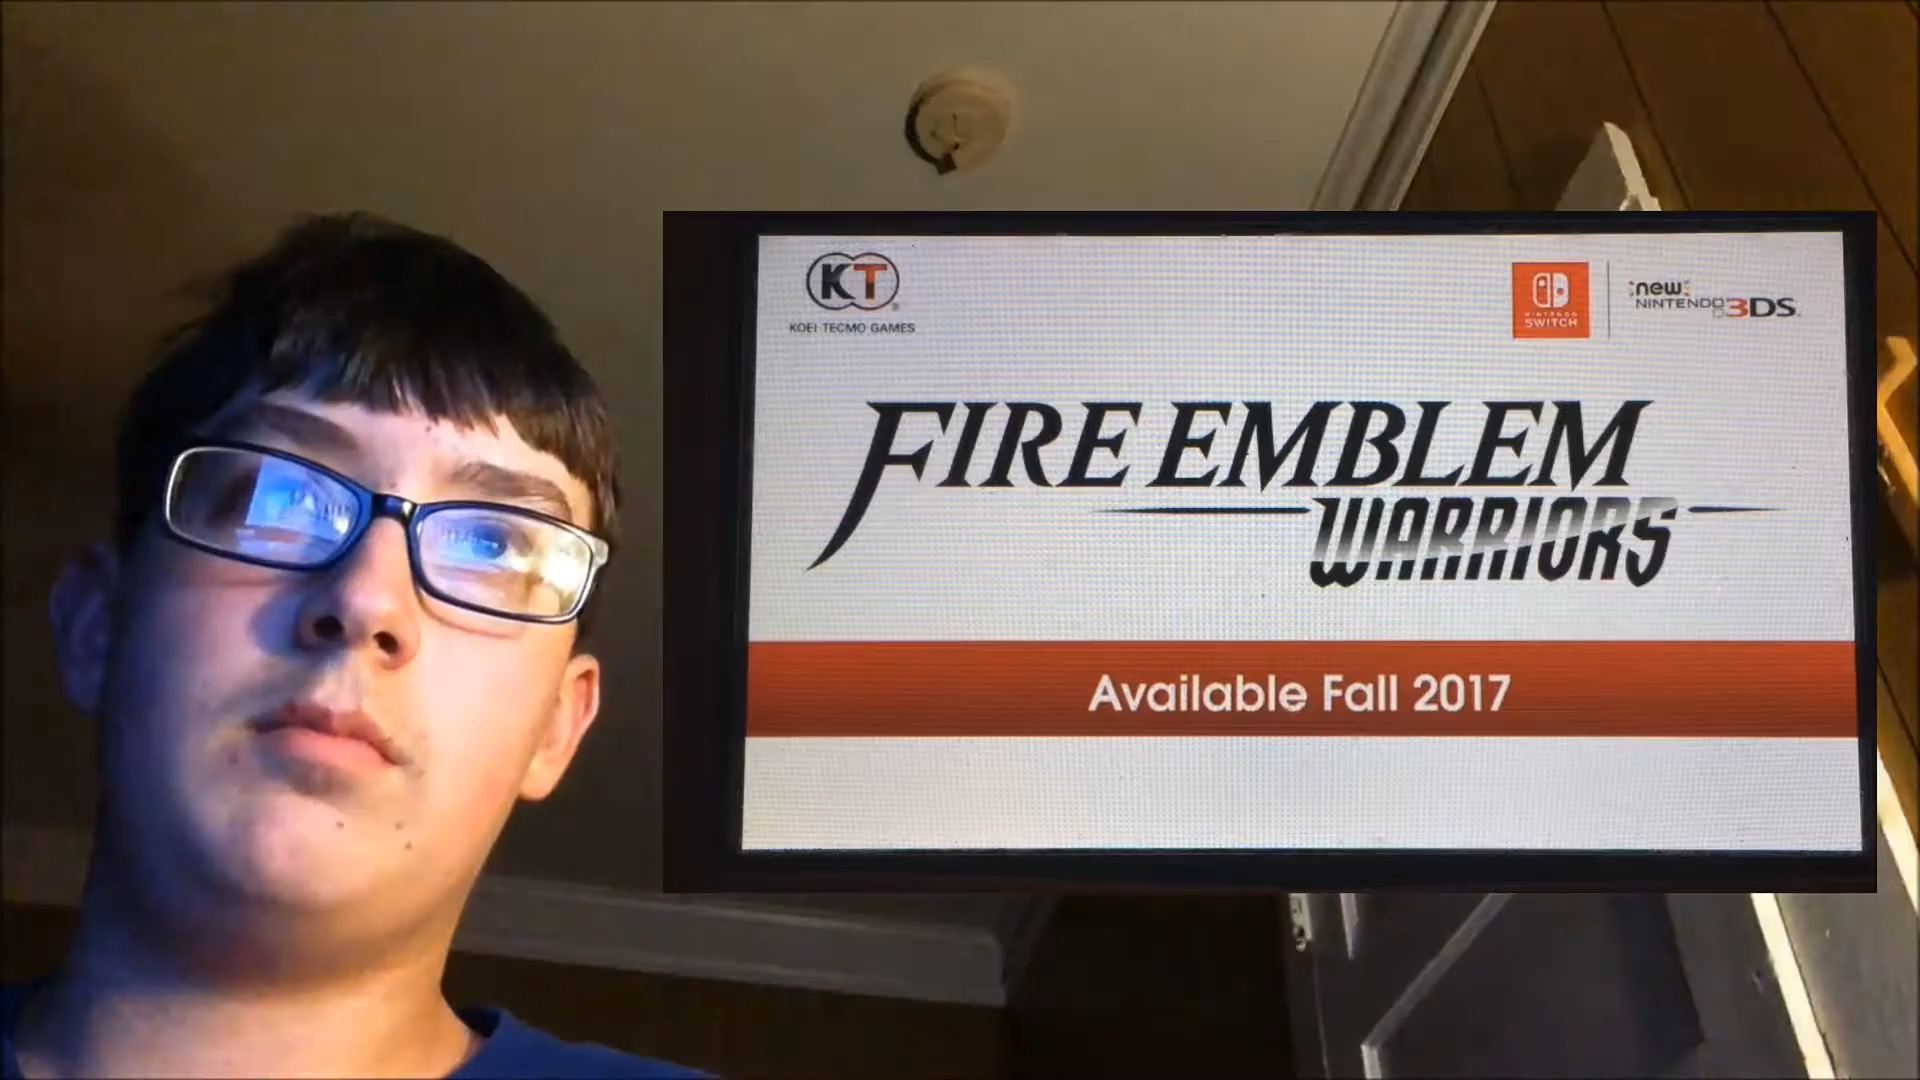 KT
KOEI TECMO GAMES
NINTENDO
SWITCH
new
NINTENDO 3DS
FIRE EMBLEM
WARRIORS
Available Fall 2017